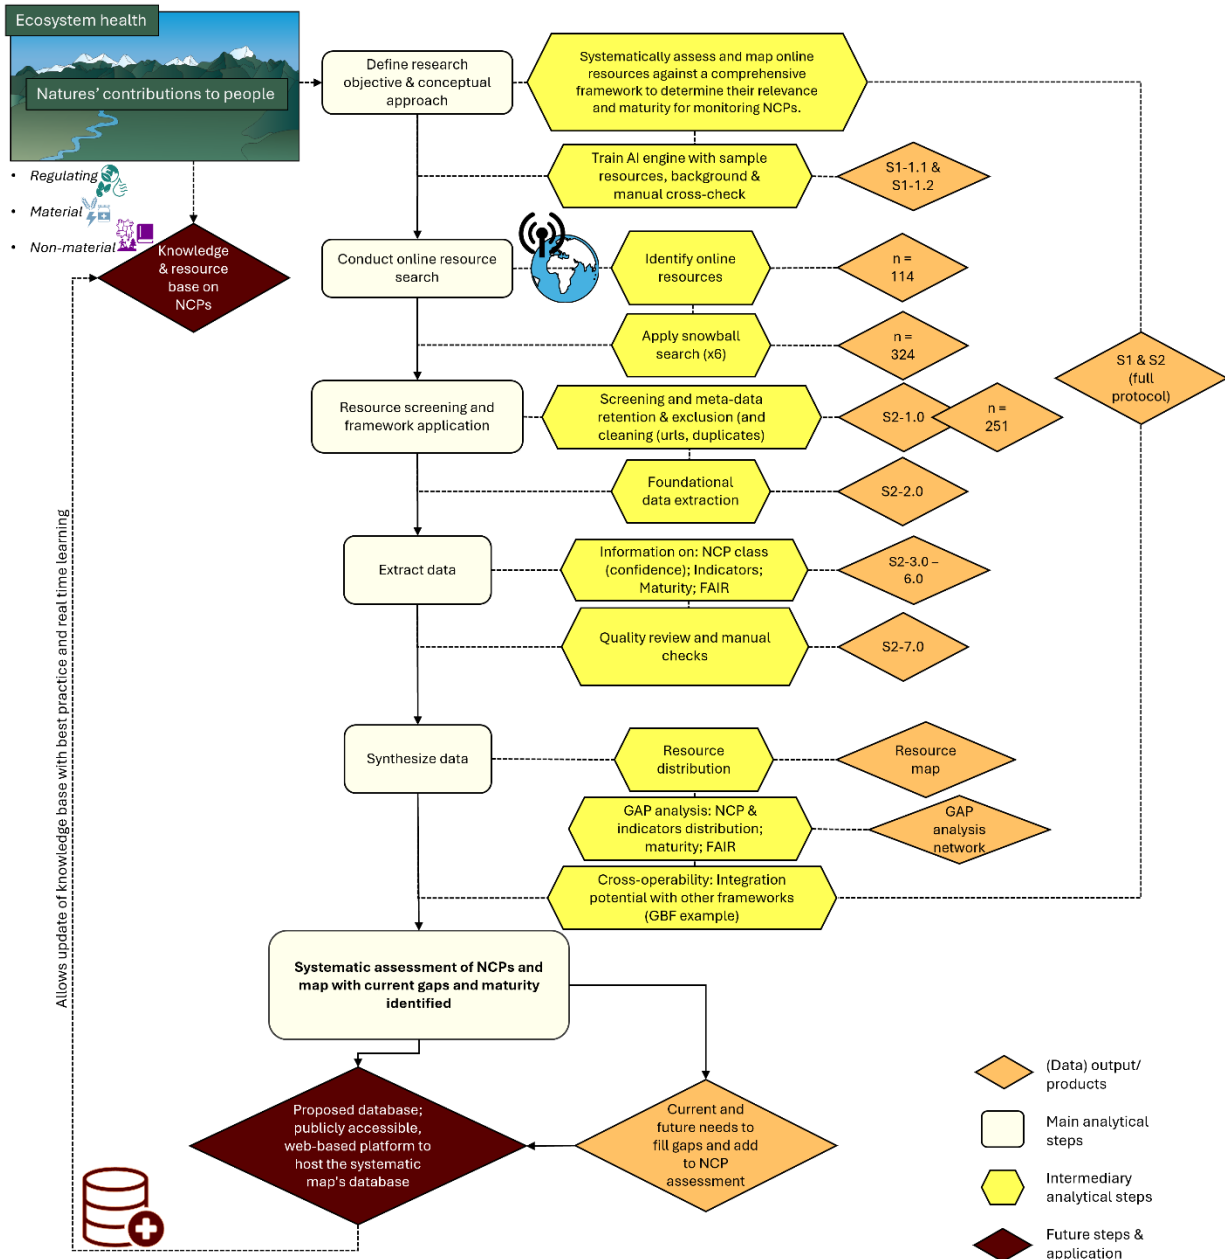 Ecosystem health
Natures' contributions to people
• Regulating
• Material
• Non-material
Knowledge
& resource
base on
NCPs
Allows update of knowledge base with best practice and real time learning
Define research
objective & conceptual
approach
Systematically assess and map online
resources against a comprehensive
framework to determine their relevance
and maturity for monitoring NCPs.
Train AI engine with sample
resources, background &
manual cross-check
S1-1.1 &
S1-1.2
Conduct online resource
search
Identify online
resources
n =
114
Apply snowball
search (x6)
n =
324
S1 & S2
(full
protocol)
Resource screening and
framework application
Screening and meta-data
retention & exclusion (and
cleaning (urls, duplicates)
S2-1.0
n =
251
Foundational
data extraction
S2-2.0
Extract data
Information on: NCP class
(confidence); Indicators;
Maturity; FAIR
S2-3.0 –
6.0
Quality review and manual
checks
S2-7.0
Synthesize data
Resource
distribution
Resource
map
GAP analysis: NCP &
indicators distribution;
maturity; FAIR
GAP
analysis
network
Cross-operability: Integration
potential with other frameworks
(GBF example)
Systematic assessment of NCPs and
map with current gaps and maturity
identified
Proposed database;
publicly accessible,
web-based platform to
host the systematic
map's database
Current and
future needs to
fill gaps and add
to NCP
assessment
(Data) output/
products
Main analytical
steps
Intermediary
analytical steps
Future steps &
application